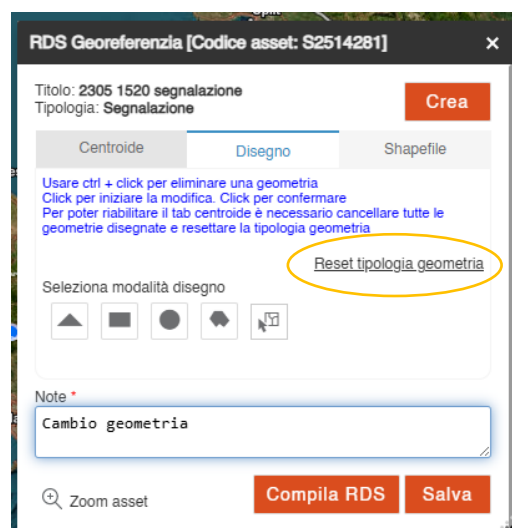 Split
RDS Georeferenzia [Codice asset: S2514281] ×
Titolo: 2305 1520 segnalazione
Tipologia: Segnalazione
Crea
Centroide Disegno Shapefile
Usare ctrl + click per eliminare una geometria
Click per iniziare la modifica. Click per confermare
Per poter riabilitare il tab centroide è necessario cancellare tutte le
geometrie disegnate e resettare la tipologia geometria
Reset tipologia geometria
Seleziona modalità disegno
Note *
Cambio geometria
Zoom asset Compila RDS Salva